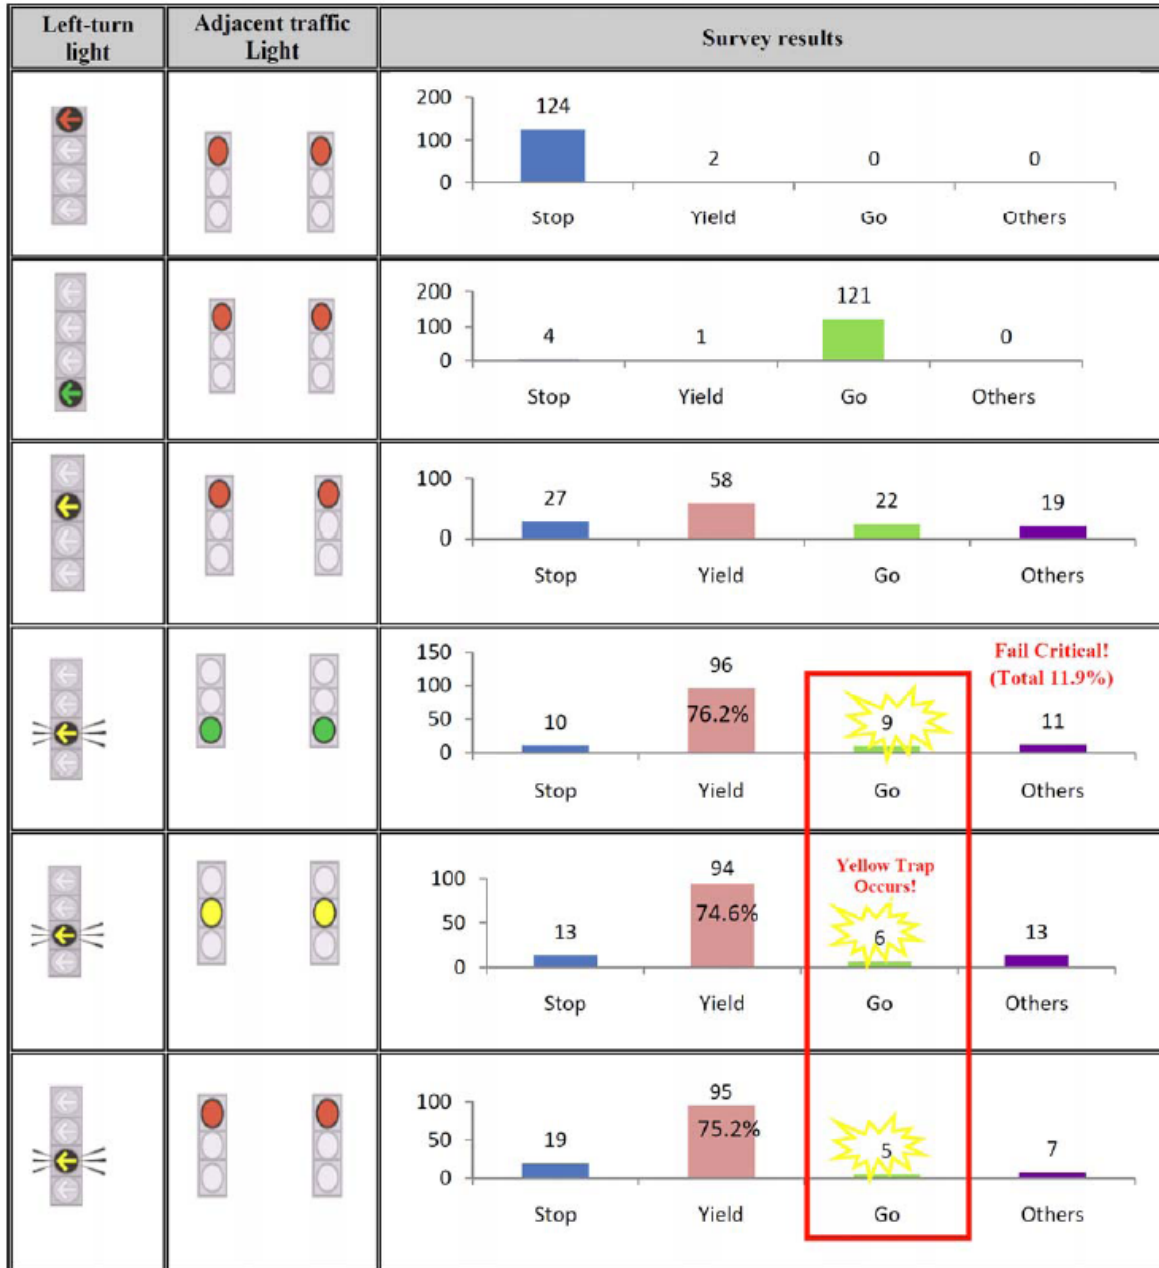 Left-turn
light
Adjacent traffic
Light
Survey results
200
100
0
124
2
0
0
Stop
Yield
Go
Others
200
100
0
4
1
121
0
Stop
Yield
Go
Others
100
0
27
58
22
19
Stop
Yield
Go
Others
150
100
50
0
10
96
76.2%
9
11
Fail Critical!
(Total 11.9%)
Stop
Yield
Go
Others
100
50
0
13
94
74.6%
Yellow Trap
Occurs!
6
13
Stop
Yield
Go
Others
100
50
0
19
95
75.2%
5
7
Stop
Yield
Go
Others